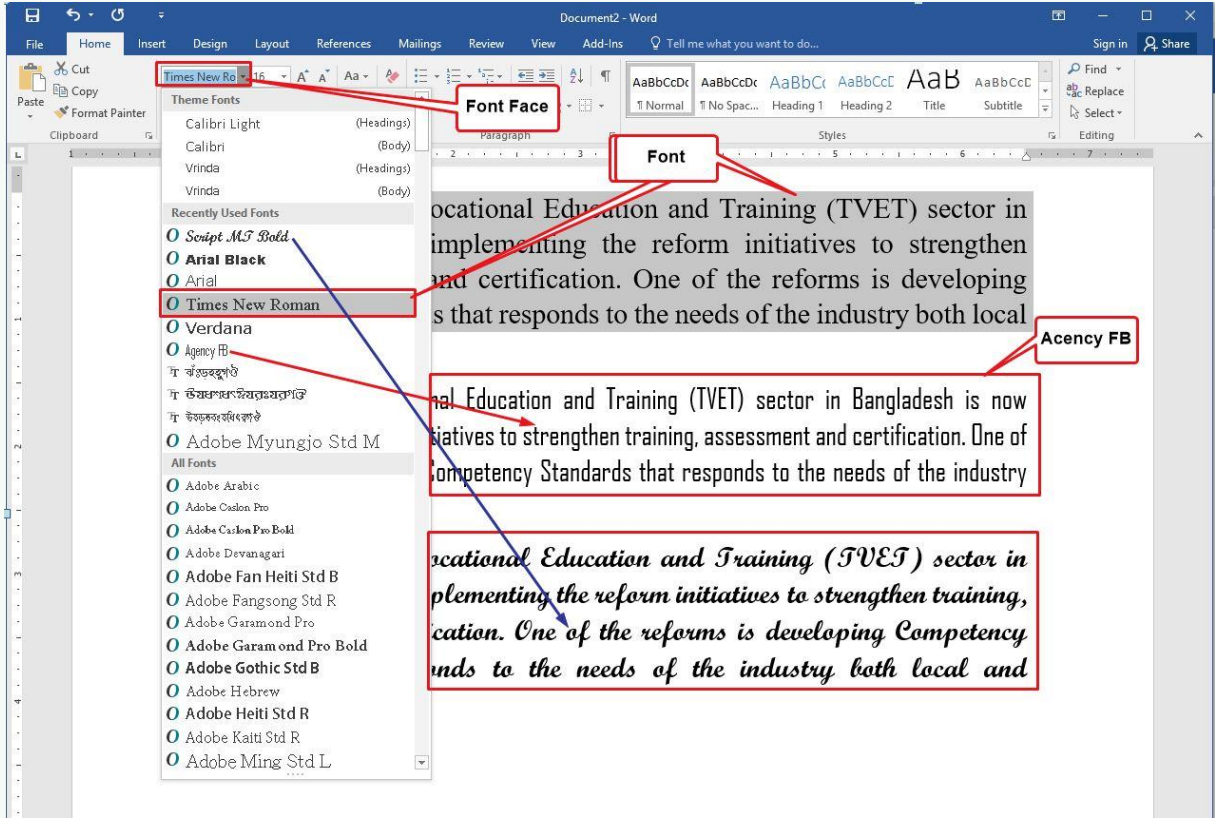 Document2 - Word
File Home Insert Design Layout References Mailings Review View Add-Ins Tell me what you want to do... Sign in Share
Cut
Copy
Format Painter
Paste
Clipboard
Times New Ro 16
Font Face
Paragraph
AaBbCcDc AaBbCcDc AaBbCc AaBbCcE AaB AaBbCcD
¶ Normal ¶ No Spac... Heading 1 Heading 2 Title Subtitle
Styles
Find
Replace
Select
Editing
Theme Fonts
Calibri Light (Headings)
Calibri (Body)
Vrinda (Headings)
Vrinda (Body)
Recently Used Fonts
Script MT Bold
Arial Black
Arial
Times New Roman
Verdana
Agency FB
Adobe Myungjo Std M
All Fonts
Adobe Arabic
Adobe Caslon Pro
Adobe Caslon Pro Bold
Adobe Devanagari
Adobe Fan Heiti Std B
Adobe Fangsong Std R
Adobe Garamond Pro
Adobe Garamond Pro Bold
Adobe Gothic Std B
Adobe Hebrew
Adobe Heiti Std R
Adobe Kaiti Std R
Adobe Ming Std L
1 2 3 5 6 7
Font
ocational Education and Training (TVET) sector in
implementing the reform initiatives to strengthen
and certification. One of the reforms is developing
s that responds to the needs of the industry both local
Acency FB
nal Education and Training (TVET) sector in Bangladesh is now
tiatives to strengthen training, assessment and certification. One of
Competency Standards that responds to the needs of the industry
ocational Education and Training (TVET) sector in
plementing the reform initiatives to strengthen training,
ication. One of the reforms is developing Competency
onds to the needs of the industry both local and